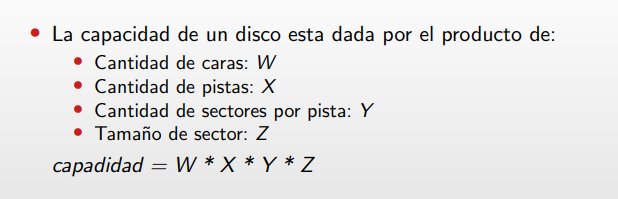 La capacidad de un disco esta dada por el producto de:
Cantidad de caras: W
Cantidad de pistas: X
Cantidad de sectores por pista: Y
Tamaño de sector: Z
capadidad = W * X * Y * Z